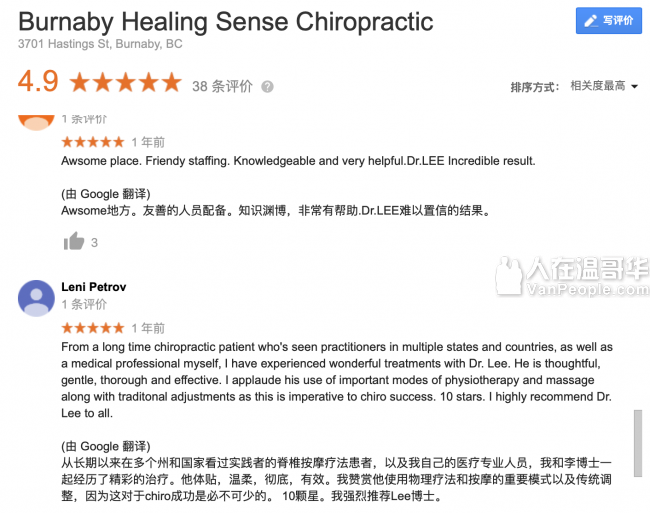 Burnaby Healing Sense Chiropractic
写评价
3701 Hastings St, Burnaby, BC
4.9
38 条评价
?
排序方式:
相关度最高
1 条评价
1 年前
Awsome place. Friendy staffing. Knowledgeable and very helpful.Dr.LEE Incredible result.
(由 Google 翻译)
Awsome地方。友善的人员配备。知识渊博，非常有帮助.Dr.LEE难以置信的结果。
3
人在温哥华
VanPeople.com
Leni Petrov
1 条评价
1 年前
From a long time chiropractic patient who's seen practitioners in multiple states and countries, as well as
a medical professional myself, I have experienced wonderful treatments with Dr. Lee. He is thoughtful,
gentle, thorough and effective. I applaude his use of important modes of physiotherapy and massage
along with traditonal adjustments as this is imperative to chiro success. 10 stars. I highly recommend Dr.
Lee to all.
(由 Google 翻译)
从长期以来在多个州和国家看过实践者的脊椎按摩疗法患者，以及我自己的医疗专业人员，我和李博士一
起经历了精彩的治疗。他体贴，温柔，彻底，有效。我赞赏他使用物理疗法和按摩的重要模式以及传统调
整，因为这对于chiro成功是必不可少的。 10颗星。我强烈推荐Lee博士。